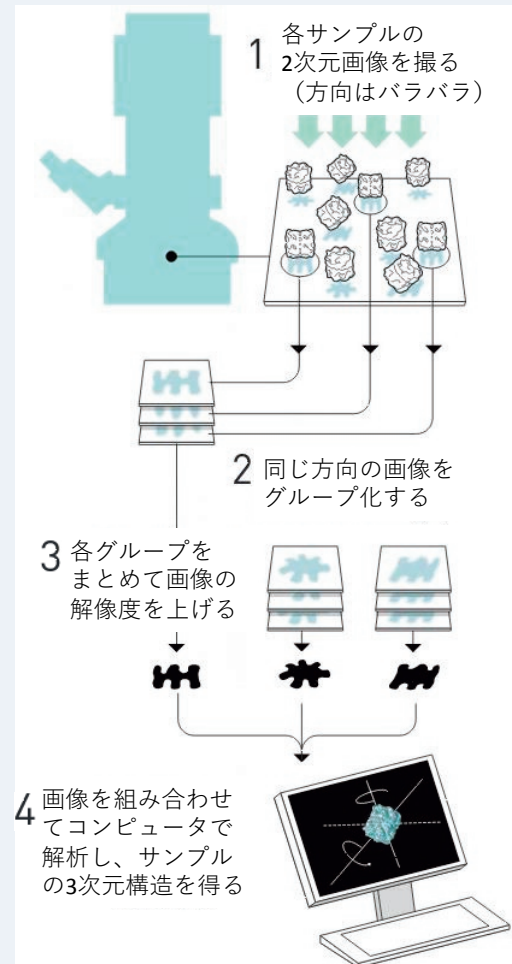 1 各サンプルの
2次元画像を撮る
（方向はバラバラ）
2 同じ方向の画像を
グループ化する
3 各グループを
まとめて画像の
解像度を上げる
4 画像を組み合わせ
てコンピュータで
解析し、サンプル
の3次元構造を得る